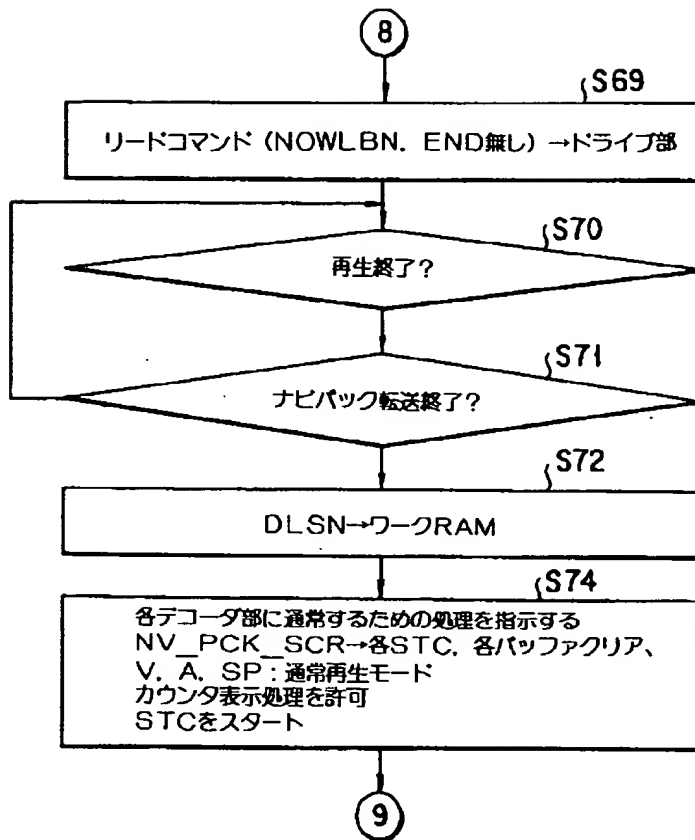 8
S69
リードコマンド (NOWLBN. END無し) →ドライブ部
S70
再生終了?
S71
ナビパック転送終了?
S72
DLSN→ワークRAM
S74
各デコーダ部に通常するための処理を指示する
NV_PCK_SCR→各STC, 各バッファクリア、
V, A, SP : 通常再生モード
カウンタ表示処理を許可
STCをスタート
9